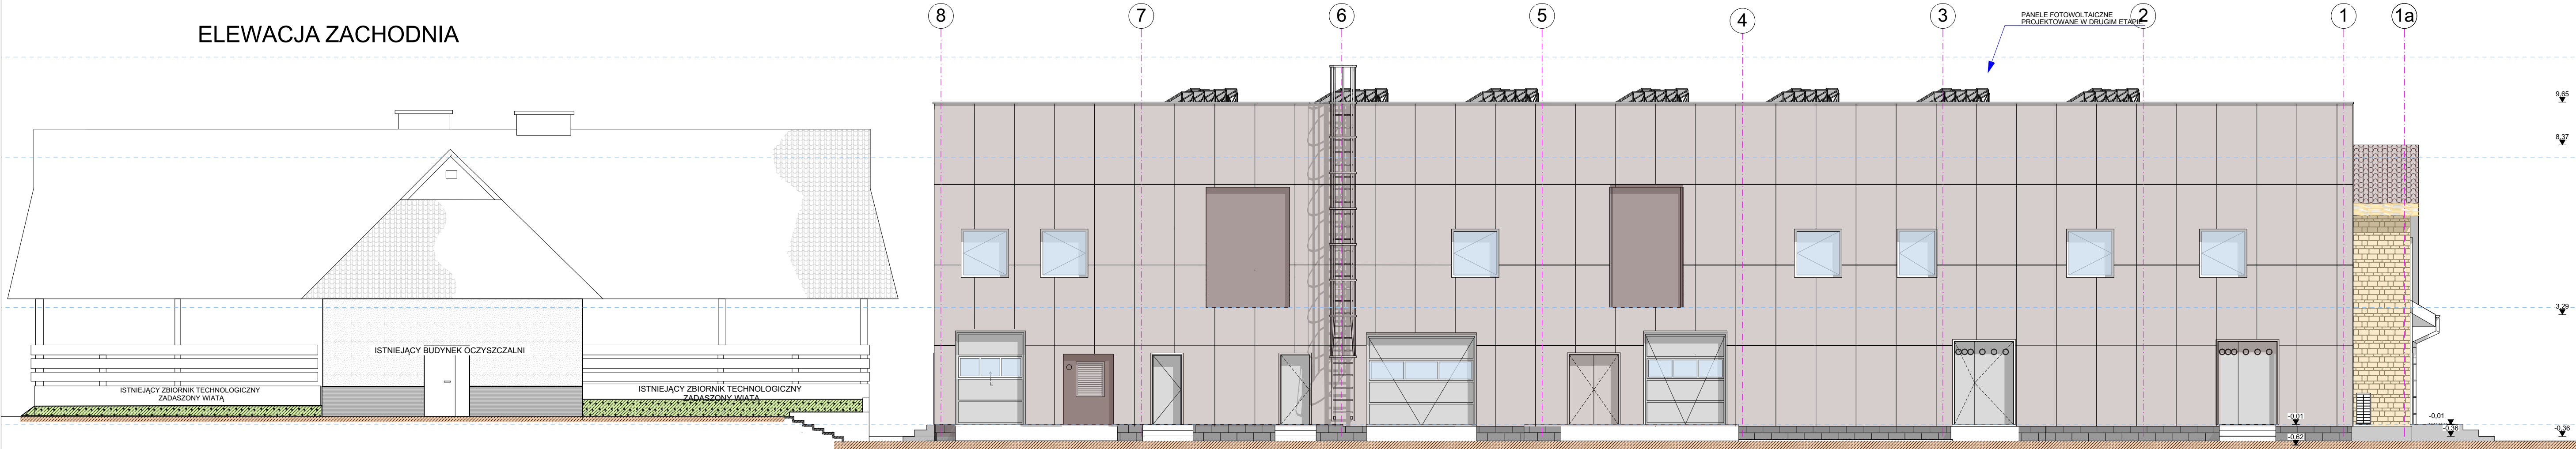 ELEWACJA ZACHODNIA
8
7
6
5
4
3
2
1
1a
PANELE FOTOWOLTAICZNE
PROJEKTOWANE W DRUGIM ETAPIE
9,65
8,37
3,29
ISTNIEJĄCY BUDYNEK OCZYSZCZALNI
ISTNIEJĄCY ZBIORNIK TECHNOLOGICZNY
ZADASZONY WIATĄ
ISTNIEJĄCY ZBIORNIK TECHNOLOGICZNY
ZADASZONY WIATĄ
-0,01
-0,62
-0,01
-0,36
-0,36